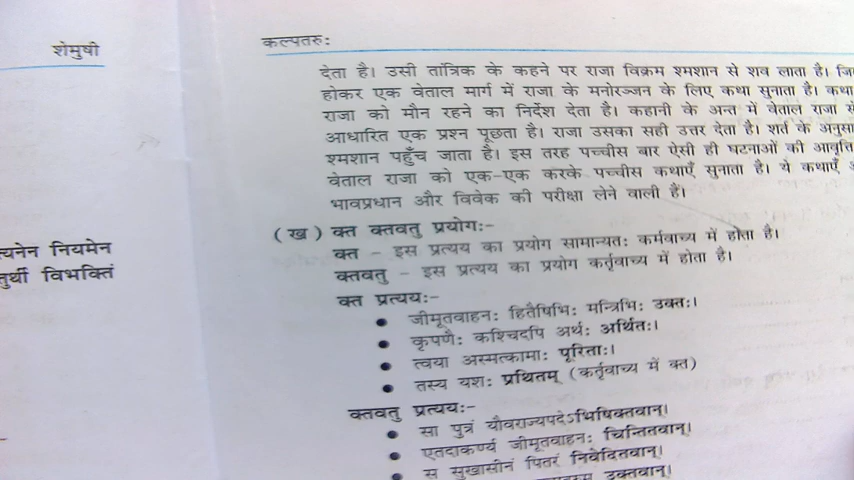 शेमुषी
त्यनेन नियमेन
तुर्थी विभक्तिं
कल्पतरुः
देता है। उसी तांत्रिक के कहने पर राजा विक्रम श्मशान से शव लाता है।
होकर एक वेताल मार्ग में राजा के मनोरञ्जन के लिए कथा सुनाता है। कथा
राजा को मौन रहने का निर्देश देता है। कहानी के अन्त में वेताल राजा
आधारित एक प्रश्न पूछता है। राजा उसका सही उत्तर देता है। शर्त के अनुसा
श्मशान पहुँच जाता है। इस तरह पच्चीस बार ऐसी ही घटनाओं की आवृत्ति
वेताल राजा को एक-एक करके पच्चीस कथाएँ सुनाता है। ये कथाएँ
भावप्रधान और विवेक की परीक्षा लेने वाली हैं।
(ख) क्त क्तवतु प्रयोगः-
क्त - इस प्रत्यय का प्रयोग सामान्यतः कर्मवाच्य में होता है।
क्तवतु - इस प्रत्यय का प्रयोग कर्तृवाच्य में होता है।
क्त प्रत्ययः-
• जीमूतवाहनः हितैषिभिः मन्त्रिभिः उक्तः।
• कृपणैः कश्चिदपि अर्थः अर्थितः।
• त्वया अस्मत्कामाः पूरिताः।
• तस्य यशः प्रथितम् (कर्तृवाच्य में क्त)
क्तवतु प्रत्ययः-
• सा पुत्रं यौवराज्यपदेऽभिषिक्तवान्।
• एतदाकर्ण्य जीमूतवाहनः चिन्तितवान्।
• स सुखासीनं पितरं निवेदितवान्।
उक्तवान्।